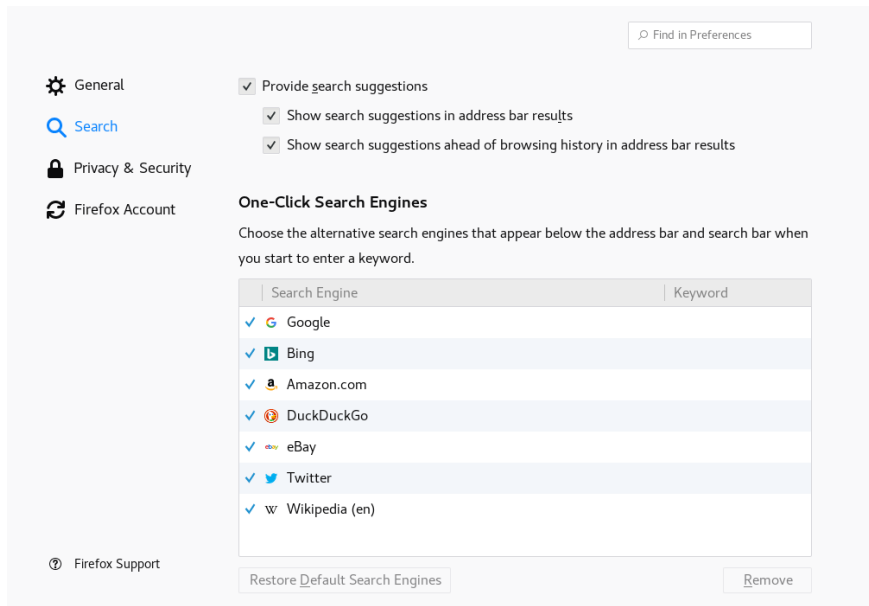 Find in Preferences
General
Search
Privacy & Security
Firefox Account
Firefox Support
Provide search suggestions
Show search suggestions in address bar results
Show search suggestions ahead of browsing history in address bar results
One-Click Search Engines
Choose the alternative search engines that appear below the address bar and search bar when
you start to enter a keyword.
Search Engine Keyword
Google
Bing
Amazon.com
DuckDuckGo
eBay
Twitter
Wikipedia (en)
Restore Default Search Engines Remove